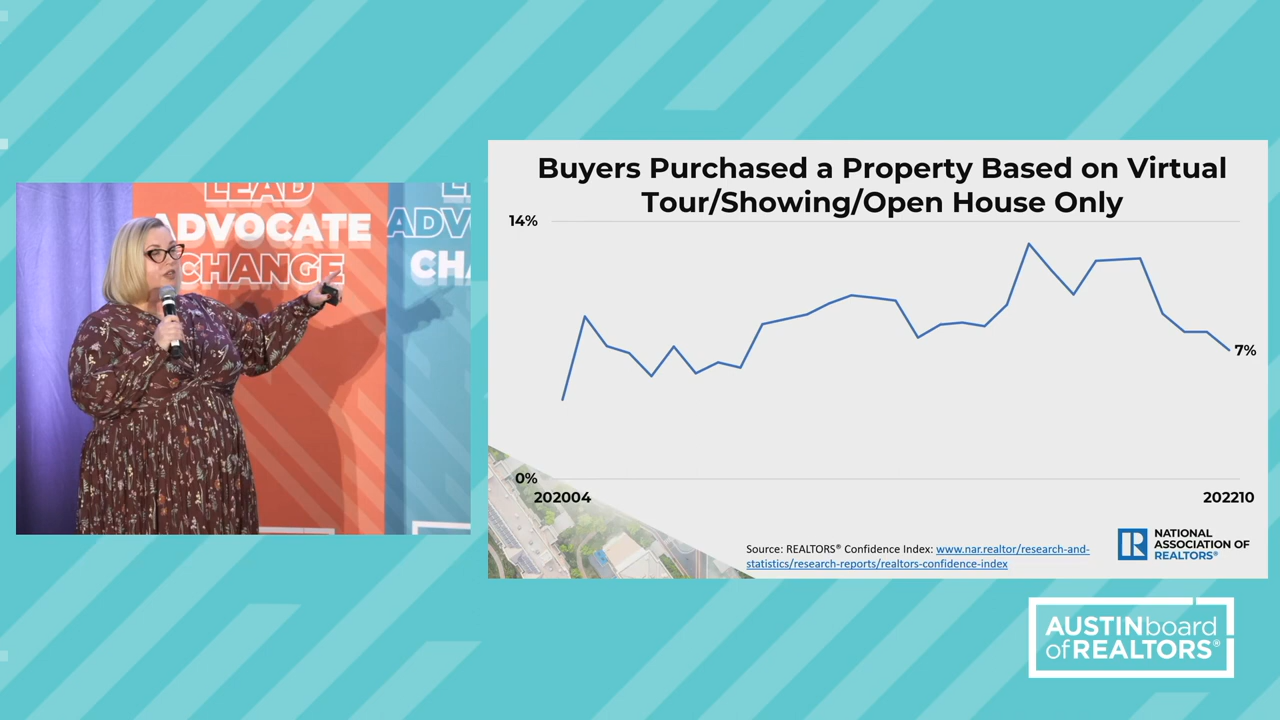 LEAD
ADVOCATE
CHANGE
ADV
CHA
Buyers Purchased a Property Based on Virtual
Tour/Showing/Open House Only
14%
7%
0%
202004
202210
Source: REALTORS® Confidence Index: www.nar.realtor/research-and-
statistics/research-reports/realtors-confidence-index
NATIONAL
ASSOCIATION OF
REALTORS®
AUSTINboard
ofREALTORS®